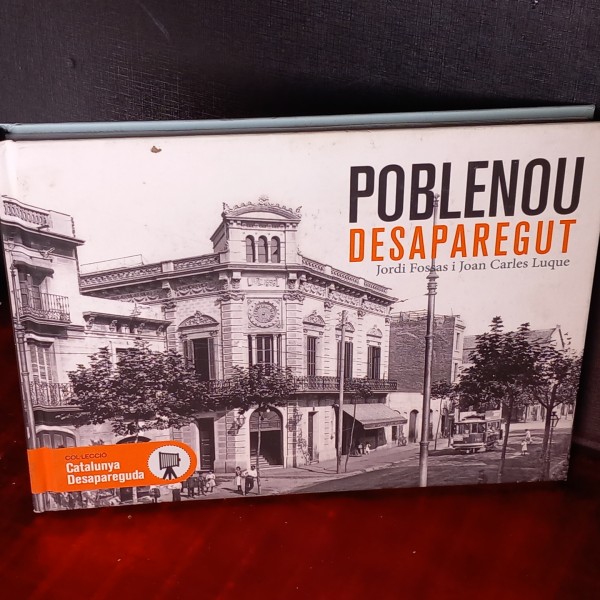 POBLENOU
DESAPAREGUT
Jordi Fossas i Joan Carles Luque
COL·LECCIÓ
Catalunya
Desapareguda